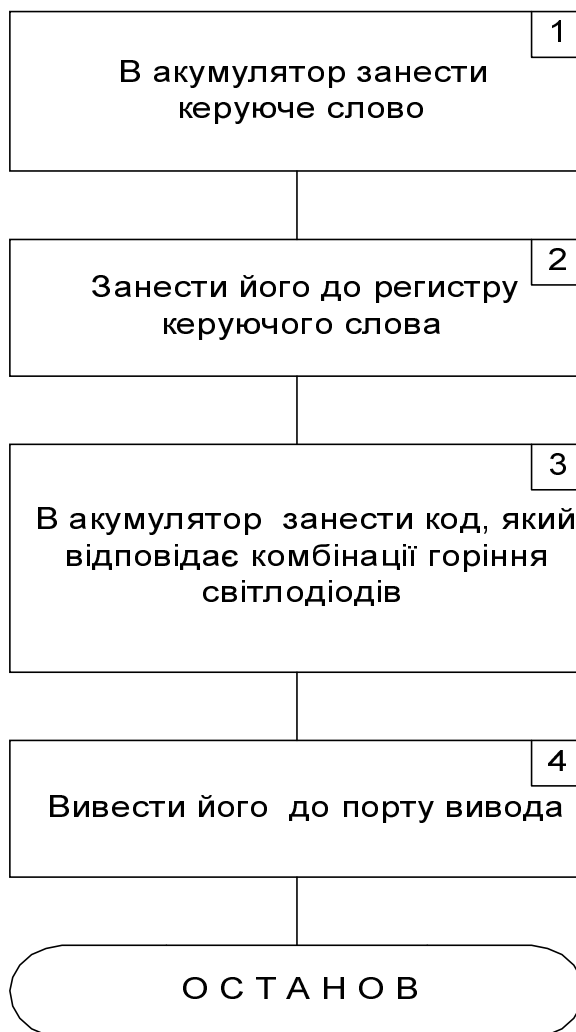 1
В акумулятор занести
керуюче слово
2
Занести його до регистру
керуючого слова
3
В акумулятор занести код, який
відповідає комбінації горіння
світлодіодів
4
Вивести його до порту вивода
О С Т А Н О В